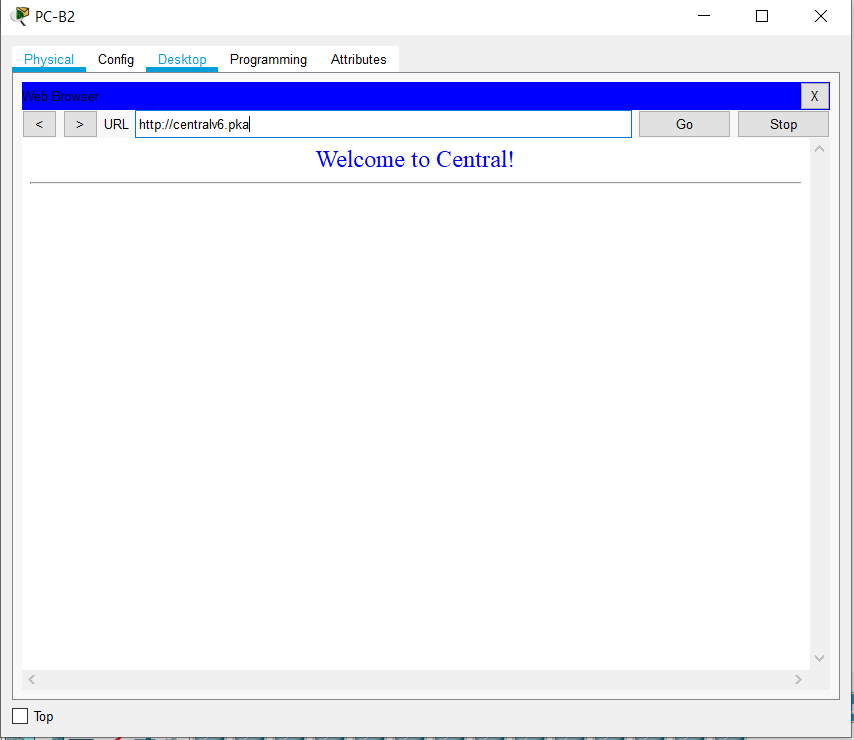 PC-B2
Physical Config Desktop Programming Attributes
Web Browser X
< > URL http://centralv6.pka Go Stop
Welcome to Central!
Top